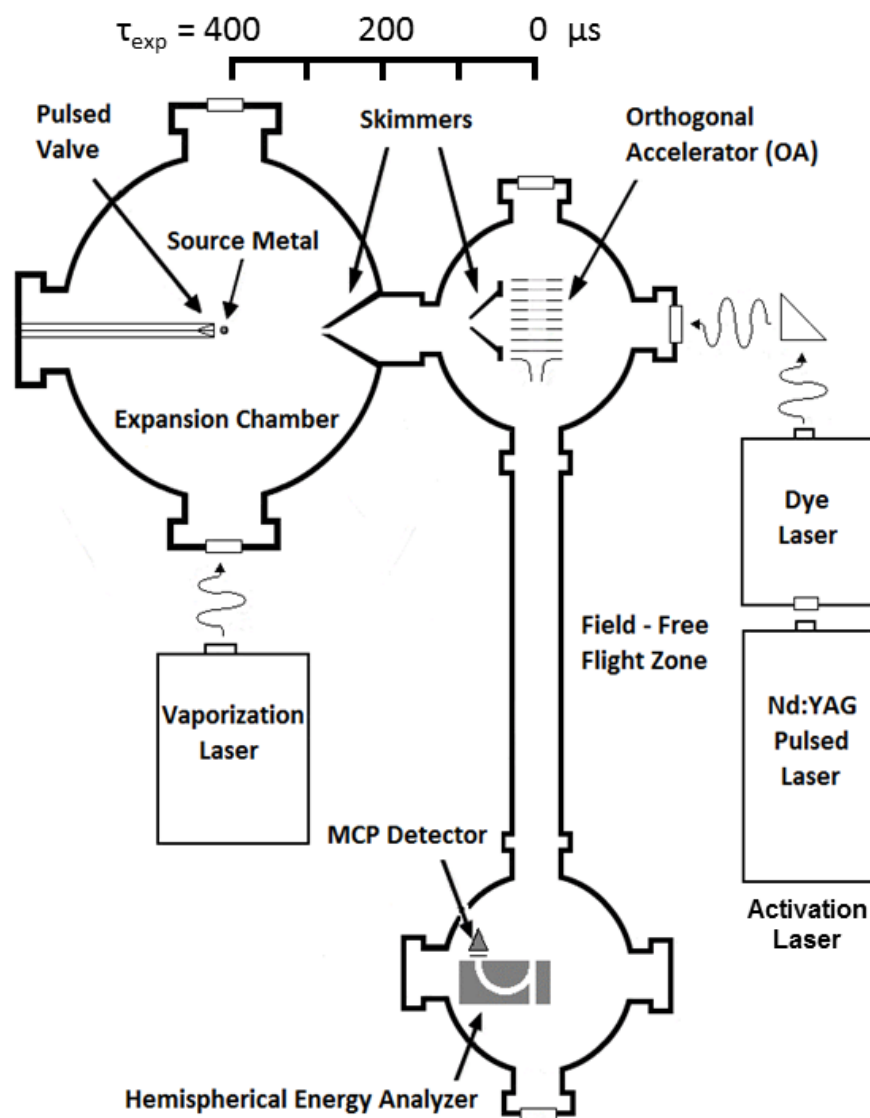 τexp = 400 200 0 μs
Pulsed
Valve
Skimmers
Orthogonal
Accelerator (OA)
Source Metal
Expansion Chamber
Dye
Laser
Field - Free
Flight Zone
Vaporization
Laser
Nd:YAG
Pulsed
Laser
MCP Detector
Activation
Laser
Hemispherical Energy Analyzer